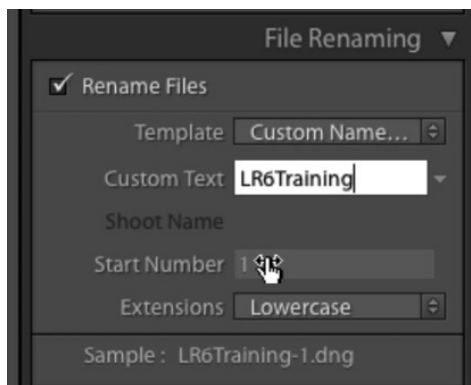 File Renaming
Rename Files
Template Custom Name...
Custom Text LR6Training
Shoot Name
Start Number 1
Extensions Lowercase
Sample : LR6Training-1.dng